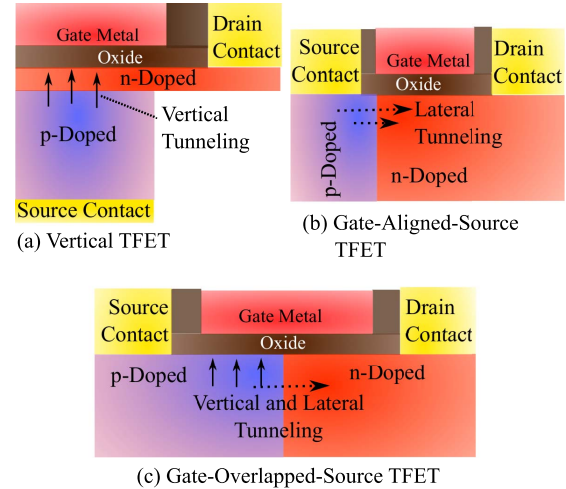 Gate Metal
Drain
Contact
Oxide
n-Doped
p-Doped
Vertical
Tunneling
Source Contact
(a) Vertical TFET
Source
Contact
Gate Metal
Drain
Contact
Oxide
Lateral
Tunneling
p-Doped
n-Doped
(b) Gate-Aligned-Source
TFET
Source
Contact
Gate Metal
Drain
Contact
Oxide
p-Doped
n-Doped
Vertical and Lateral
Tunneling
(c) Gate-Overlapped-Source TFET